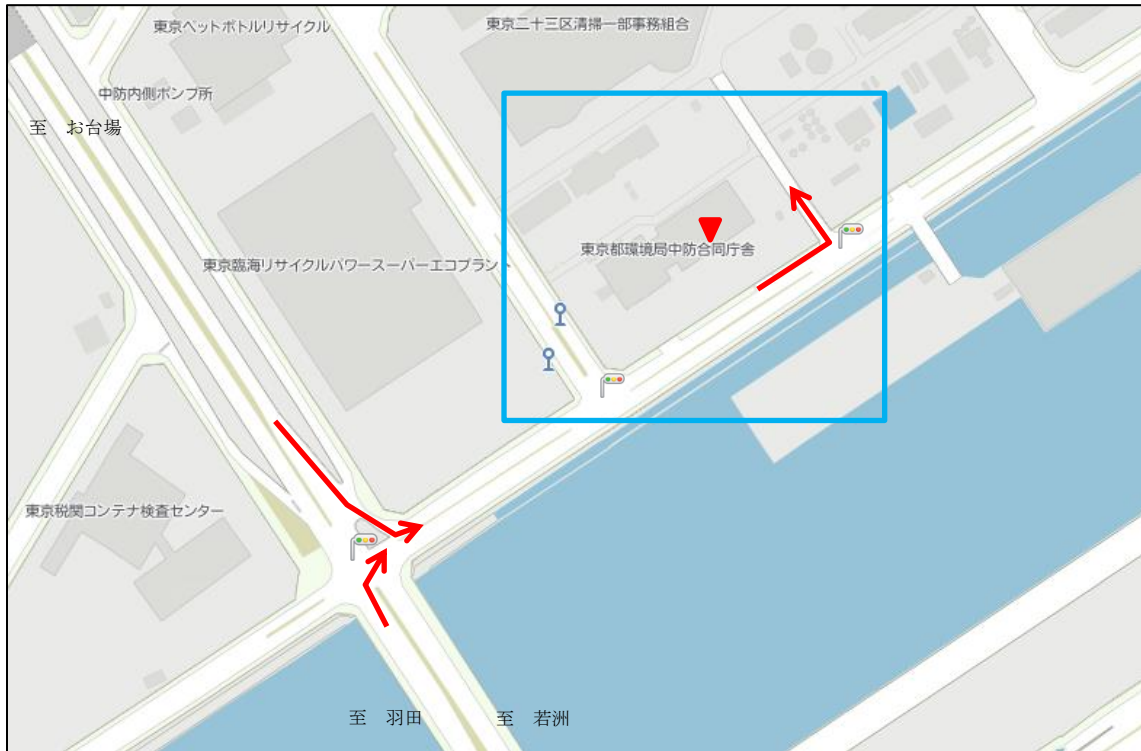 東京ペットボトルリサイクル
東京二十三区清掃一部事務組合
中防内側ポンプ所
至　お台場
東京都環境局中防合同庁舎
東京臨海リサイクルパワースーパーエコプラント
東京税関コンテナ検査センター
至　羽田
至　若洲